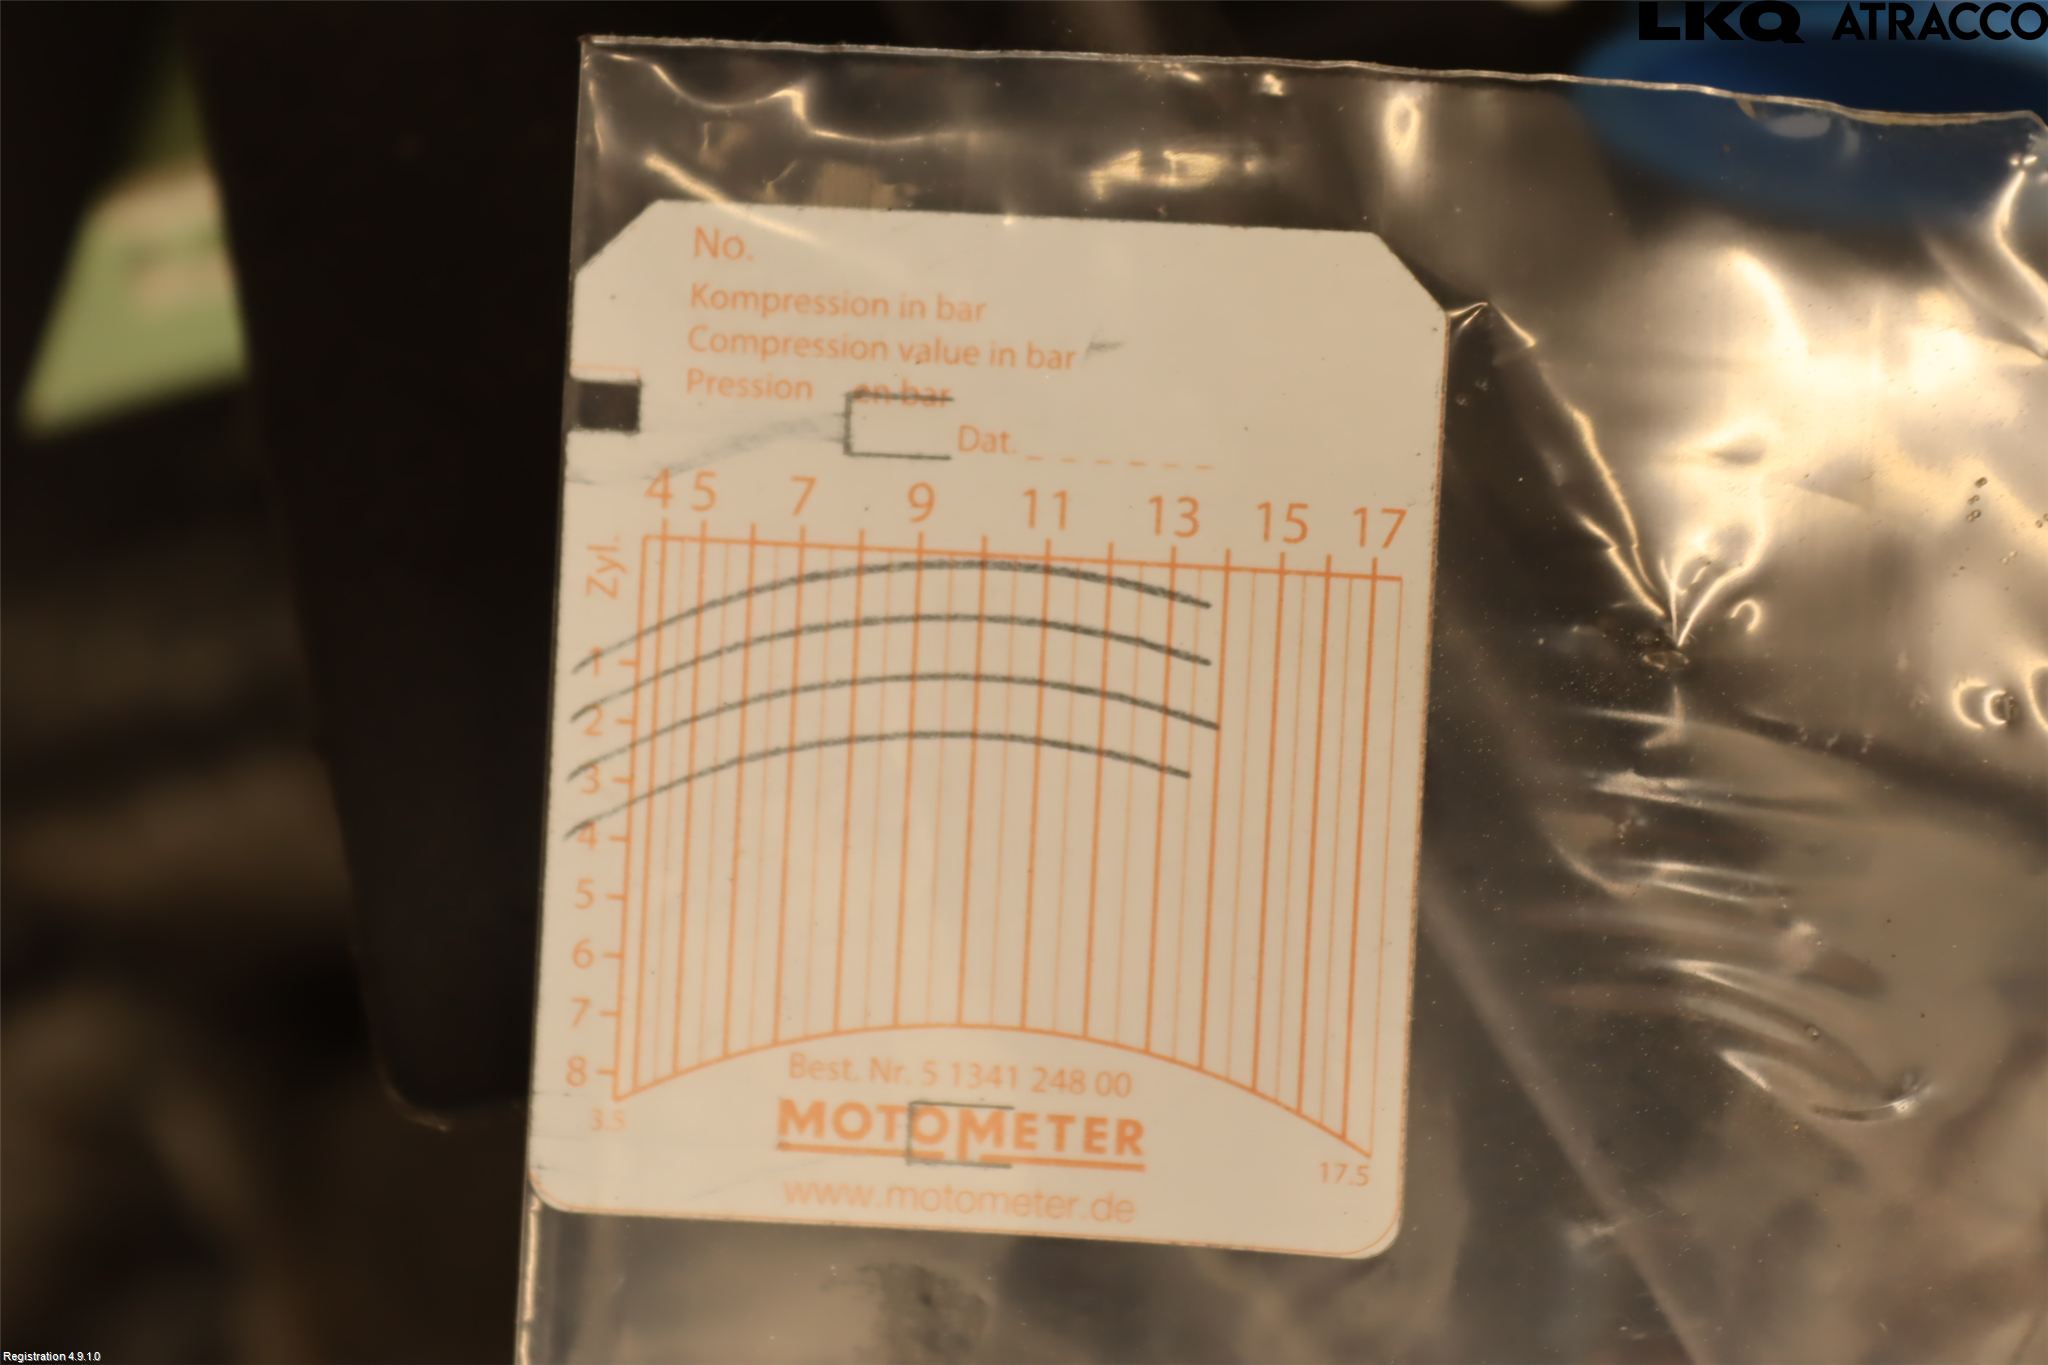 LKQ ATRACCO
No.
Kompression in bar
Compression value in bar
Pression en bar
Dat.
4 5 7 9 11 13 15 17
Zyl.
1
2
3
4
5
6
7
8
3.5
17.5
Best. Nr. 5 1341 248 00
MOTOMETER
www.motometer.de
Registration 4.9.1.0